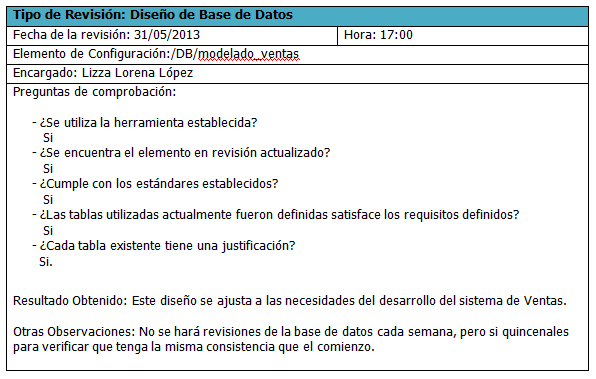 Tipo de Revisión: Diseño de Base de Datos
Fecha de la revisión: 31/05/2013 Hora: 17:00
Elemento de Configuración:/DB/modelado_ventas
Encargado: Lizza Lorena López
Preguntas de comprobación:
- ¿Se utiliza la herramienta establecida?
Si
- ¿Se encuentra el elemento en revisión actualizado?
Si
- ¿Cumple con los estándares establecidos?
Si
- ¿Las tablas utilizadas actualmente fueron definidas satisface los requisitos definidos?
Si
- ¿Cada tabla existente tiene una justificación?
Si.
Resultado Obtenido: Este diseño se ajusta a las necesidades del desarrollo del sistema de Ventas.
Otras Observaciones: No se hará revisiones de la base de datos cada semana, pero si quincenales
para verificar que tenga la misma consistencia que el comienzo.